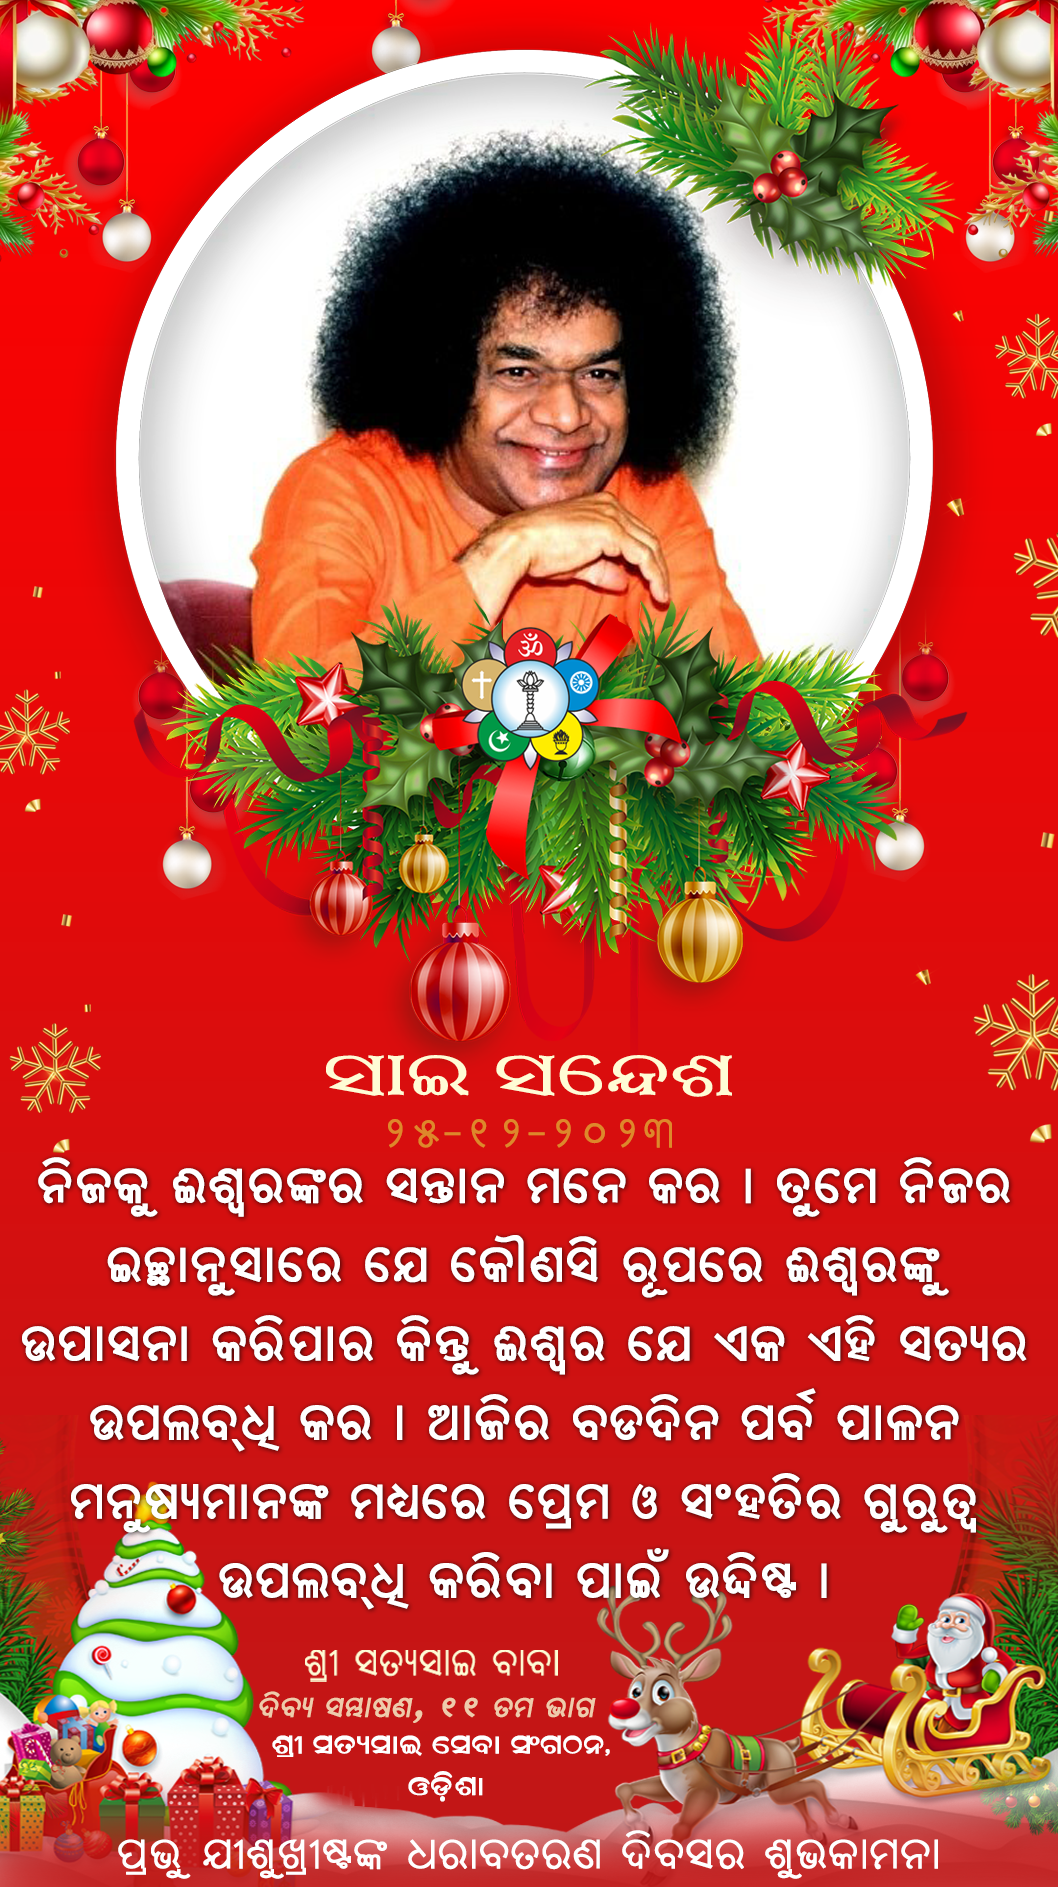 ସାଇ ସନ୍ଦେଶ
୨୫-୧୨-୨୦୨୩
ନିଜକୁ ଈଶ୍ୱରଙ୍କର ସନ୍ତାନ ମନେ କର । ତୁମେ ନିଜର
ଇଚ୍ଛାନୁସାରେ ଯେ କୌଣସି ରୂପରେ ଈଶ୍ୱରଙ୍କୁ
ଉପାସନା କରିପାର କିନ୍ତୁ ଈଶ୍ୱର ଯେ ଏକ ଏହି ସତ୍ୟର
ଉପଲବ୍ଧି କର । ଆଜିର ବଡଦିନ ପର୍ବ ପାଳନ
ମନୁଷ୍ୟମାନଙ୍କ ମଧ୍ୟରେ ପ୍ରେମ ଓ ସଂହତିର ଗୁରୁତ୍ୱ
ଉପଲବ୍ଧି କରିବା ପାଇଁ ଉଦ୍ଦିଷ୍ଟ ।
ଶ୍ରୀ ସତ୍ୟସାଇ ବାବା
ଦିବ୍ୟ ସମ୍ଭାଷଣ, ୧୧ ତମ ଭାଗ
ଶ୍ରୀ ସତ୍ୟସାଇ ସେବା ସଂଗଠନ,
ଓଡ଼ିଶା
ପ୍ରଭୁ ଯୀଶୁଖ୍ରୀଷ୍ଟଙ୍କ ଧରାବତରଣ ଦିବସର ଶୁଭକାମନା